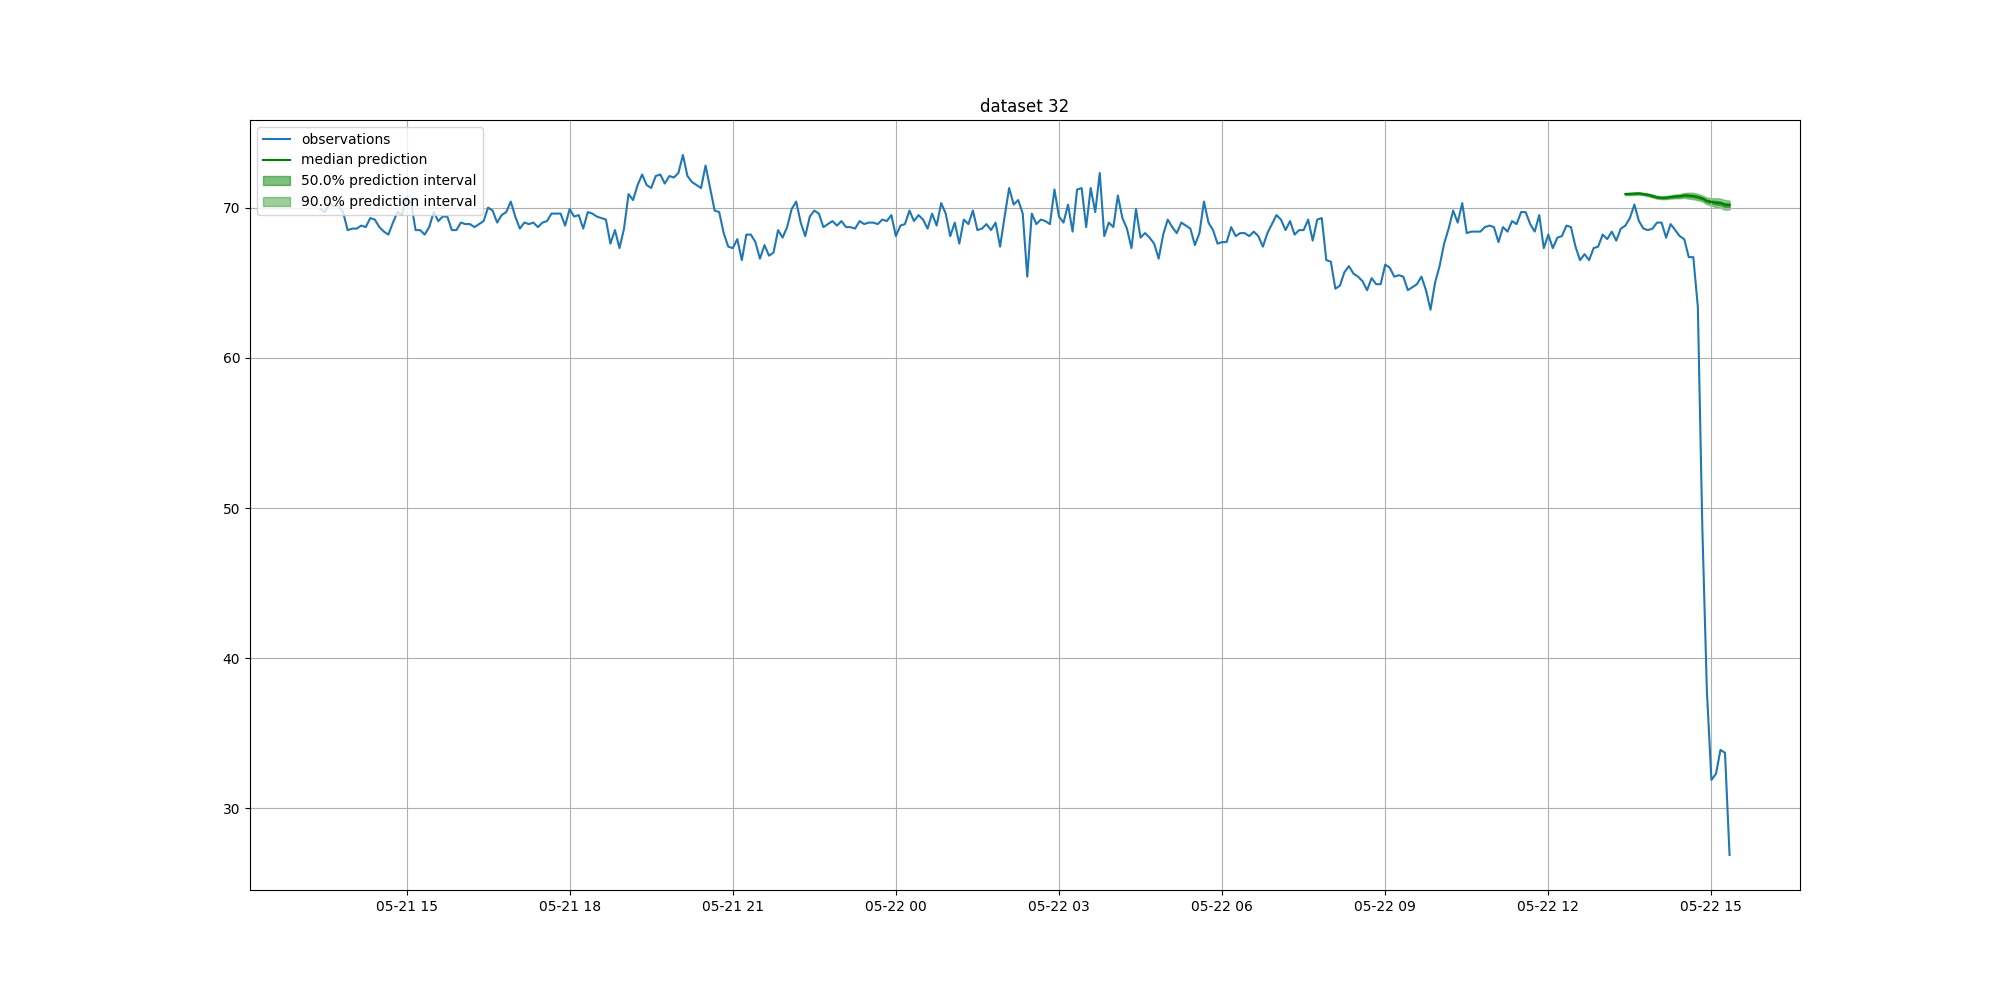 dataset 32
observations
median prediction
50.0% prediction interval
90.0% prediction interval
70
60
50
40
30
05-21 15
05-21 18
05-21 21
05-22 00
05-22 03
05-22 06
05-22 09
05-22 12
05-22 15